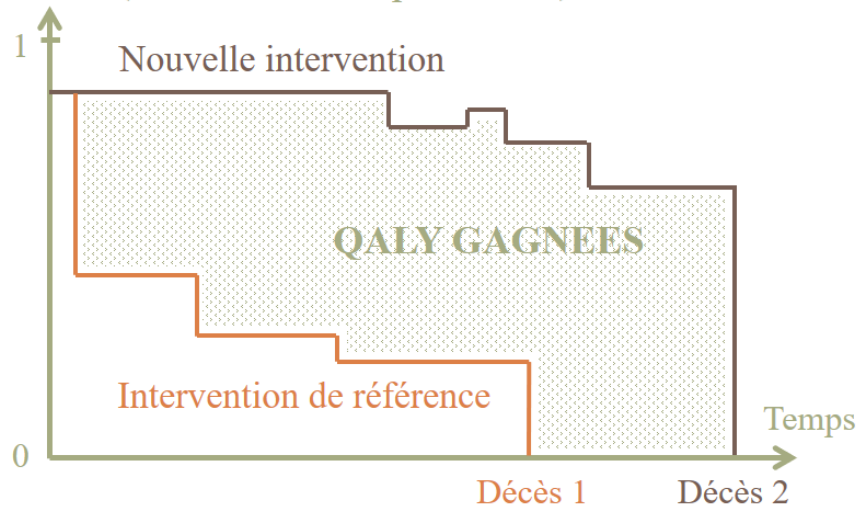 1
Nouvelle intervention
QALY GAGNEES
Intervention de référence
Temps
0
Décès 1
Décès 2